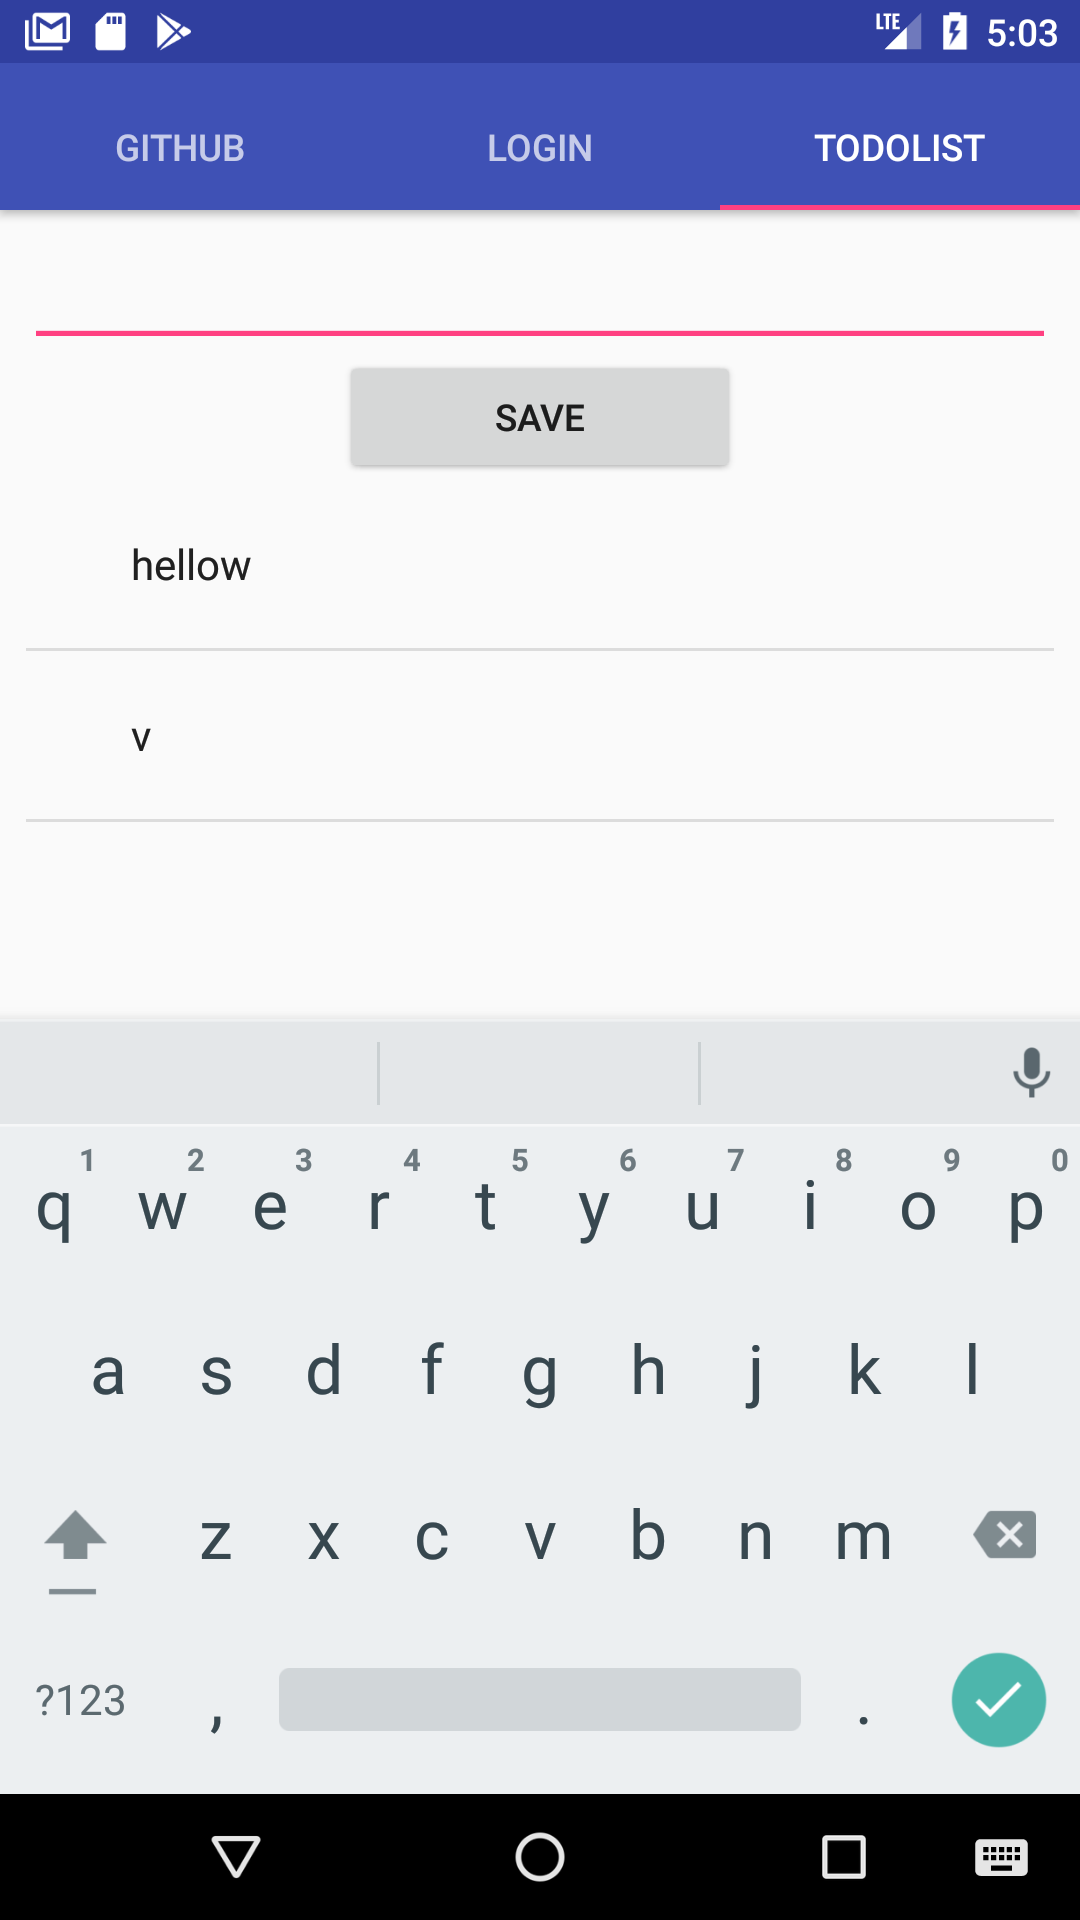 LTE 5:03
GITHUB LOGIN TODOLIST
SAVE
hellow
v
1 2 3 4 5 6 7 8 9 0
q w e r t y u i o p
a s d f g h j k l
z x c v b n m
?123 , .